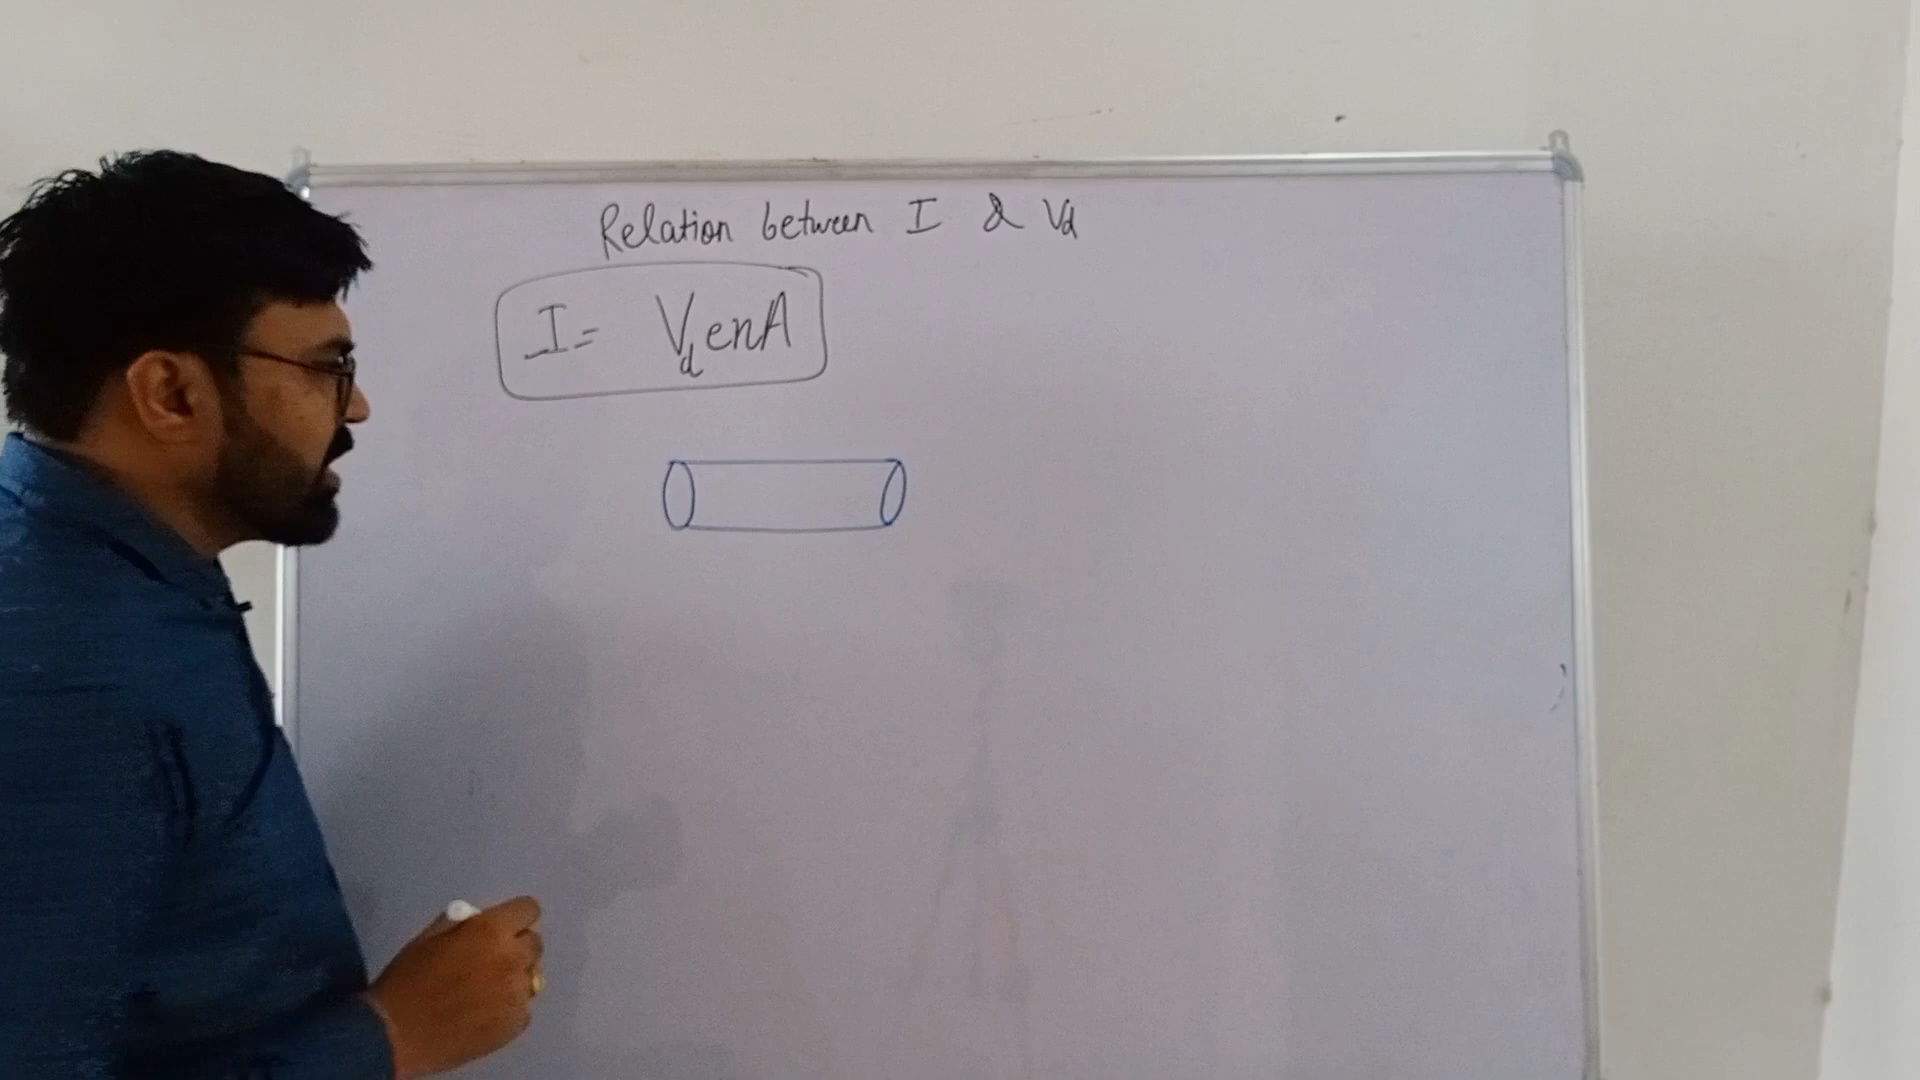 Relation between I & Vd
I = VdenA